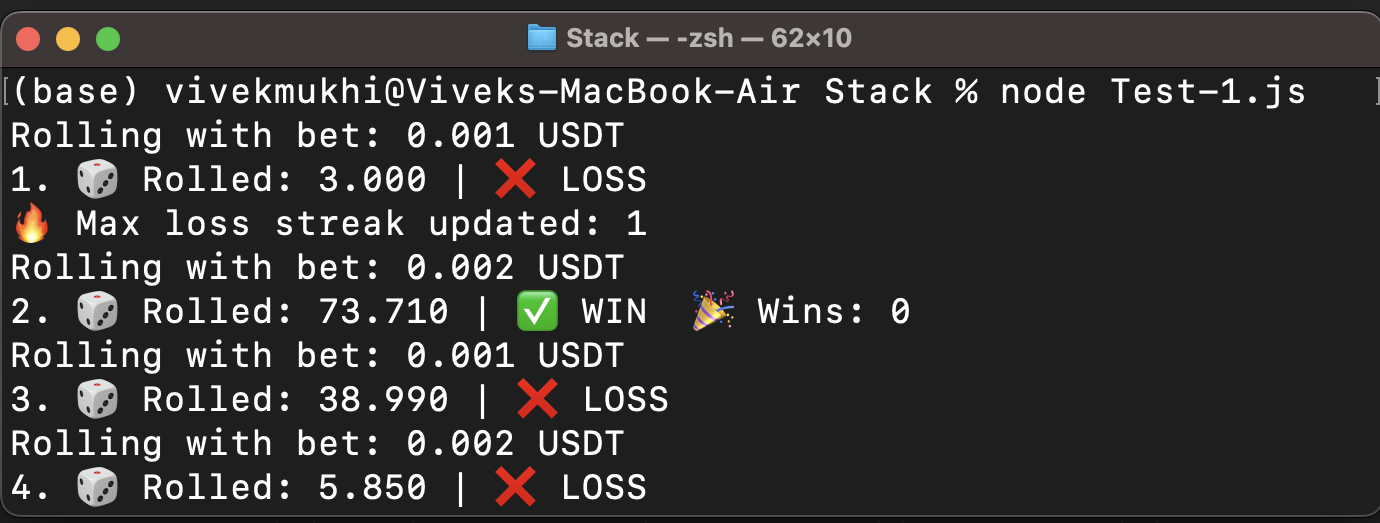 Stack — -zsh — 62×10
(base) vivekmukhi@Viveks-MacBook-Air Stack % node Test-1.js
Rolling with bet: 0.001 USDT
1. 🎲 Rolled: 3.000 | ❌ LOSS
🔥 Max loss streak updated: 1
Rolling with bet: 0.002 USDT
2. 🎲 Rolled: 73.710 | ✅ WIN 🎉 Wins: 0
Rolling with bet: 0.001 USDT
3. 🎲 Rolled: 38.990 | ❌ LOSS
Rolling with bet: 0.002 USDT
4. 🎲 Rolled: 5.850 | ❌ LOSS